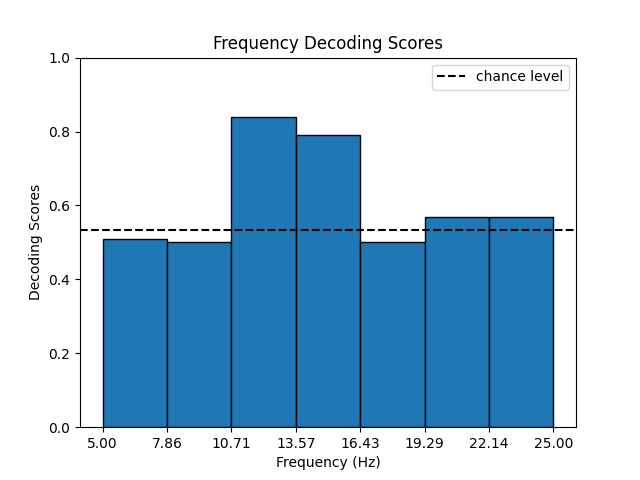 Frequency Decoding Scores
chance level
Decoding Scores
1.0
0.8
0.6
0.4
0.2
0.0
5.00 7.86 10.71 13.57 16.43 19.29 22.14 25.00
Frequency (Hz)